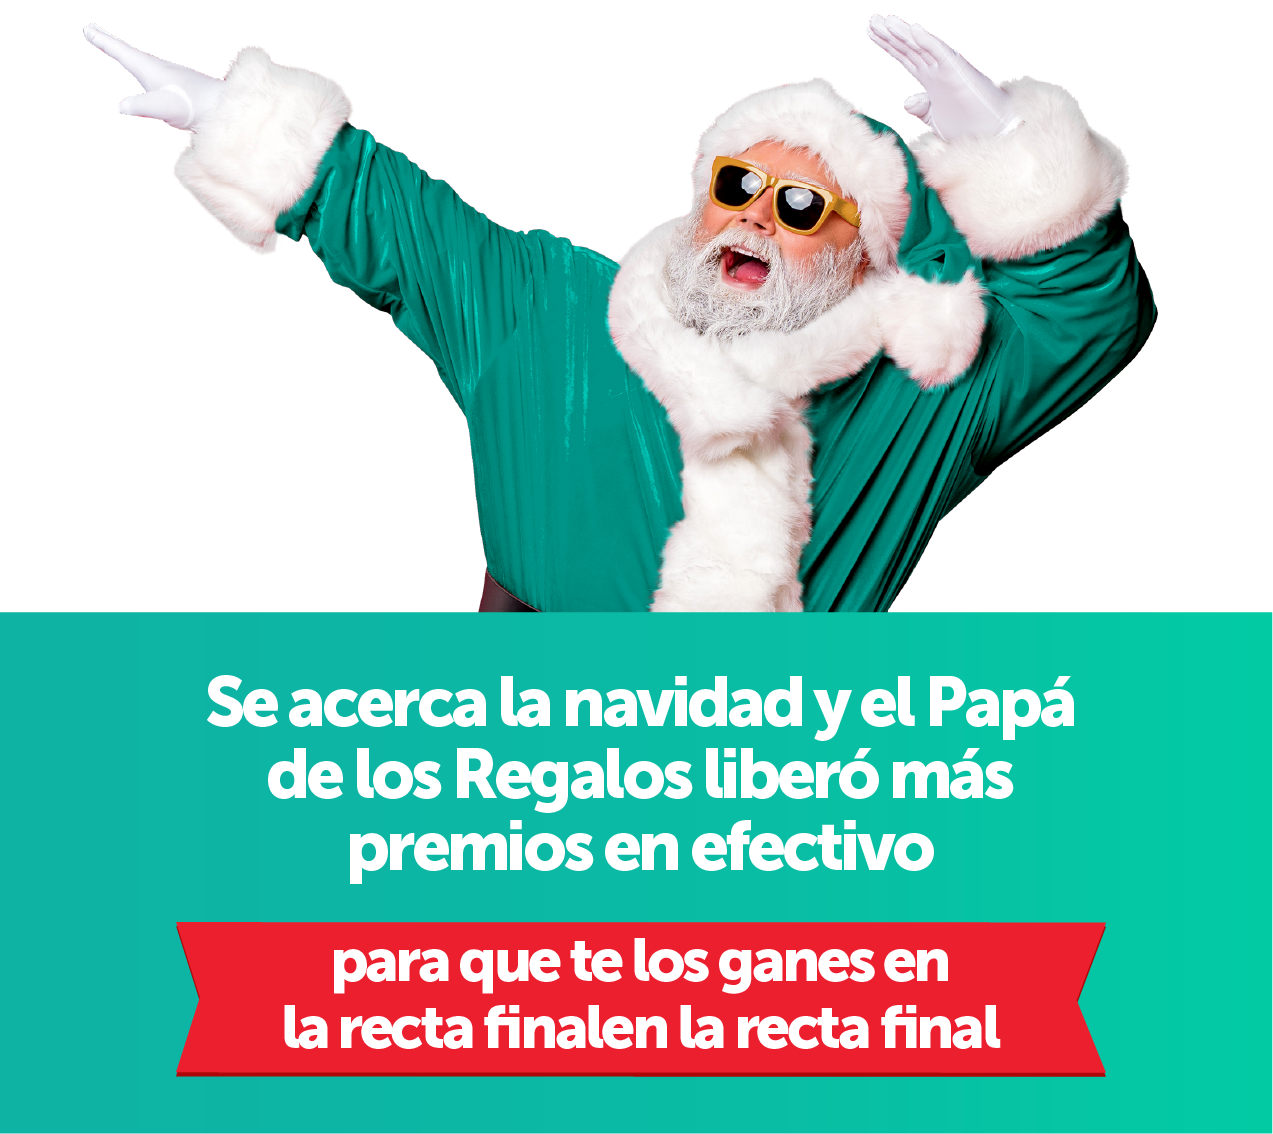 Se acerca la navidad y el Papá
de los Regalos liberó más
premios en efectivo
para que te los ganes en
la recta finalen la recta final